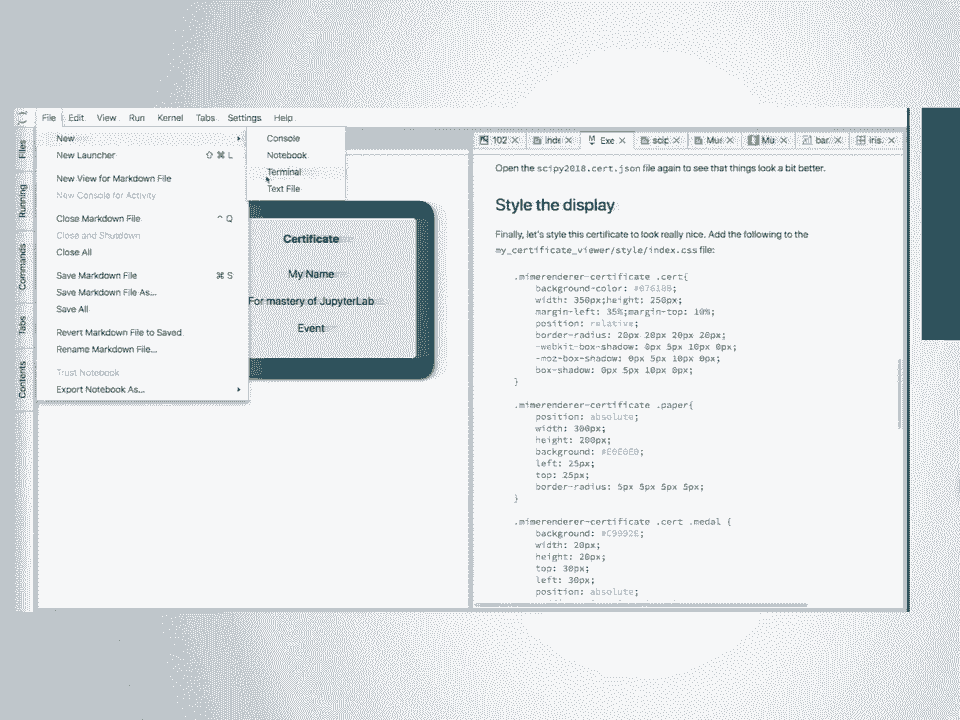 File Edit View Run Kernel Tabs Settings Help
Files
Running
Commands
Tabs
Contents
New
New Launcher ⇧ ⌘ L
New View for Markdown File
New Console for Activity
Close Markdown File ^ Q
Close and Shutdown
Close All
Save Markdown File ⌘ S
Save Markdown File As...
Save All
Revert Markdown File to Saved
Rename Markdown File...
Trust Notebook
Export Notebook As...
Console
Notebook
Terminal
Text File
Certificate
My Name
For mastery of JupyterLab
Event
102 inde Exe scip Mur Mu bar. iris.
Open the scipy2018.cert.json file again to see that things look a bit better.
Style the display
Finally, let's style this certificate to look really nice. Add the following to the
my_certificate_viewer/style/index.css file:
.mimerenderer-certificate .cert{
background-color: #076188;
width: 350px;height: 250px;
margin-left: 35%;margin-top: 10%;
position: relative;
border-radius: 20px 20px 20px 20px;
-webkit-box-shadow: 0px 5px 10px 0px;
-moz-box-shadow: 0px 5px 10px 0px;
box-shadow: 0px 5px 10px 0px;
}
.mimerenderer-certificate .paper{
position: absolute;
width: 300px;
height: 200px;
background: #E0E0E0;
left: 25px;
top: 25px;
border-radius: 5px 5px 5px 5px;
}
.mimerenderer-certificate .cert .medal {
background: #C9992E;
width: 20px;
height: 20px;
top: 30px;
left: 30px;
position: absolute;